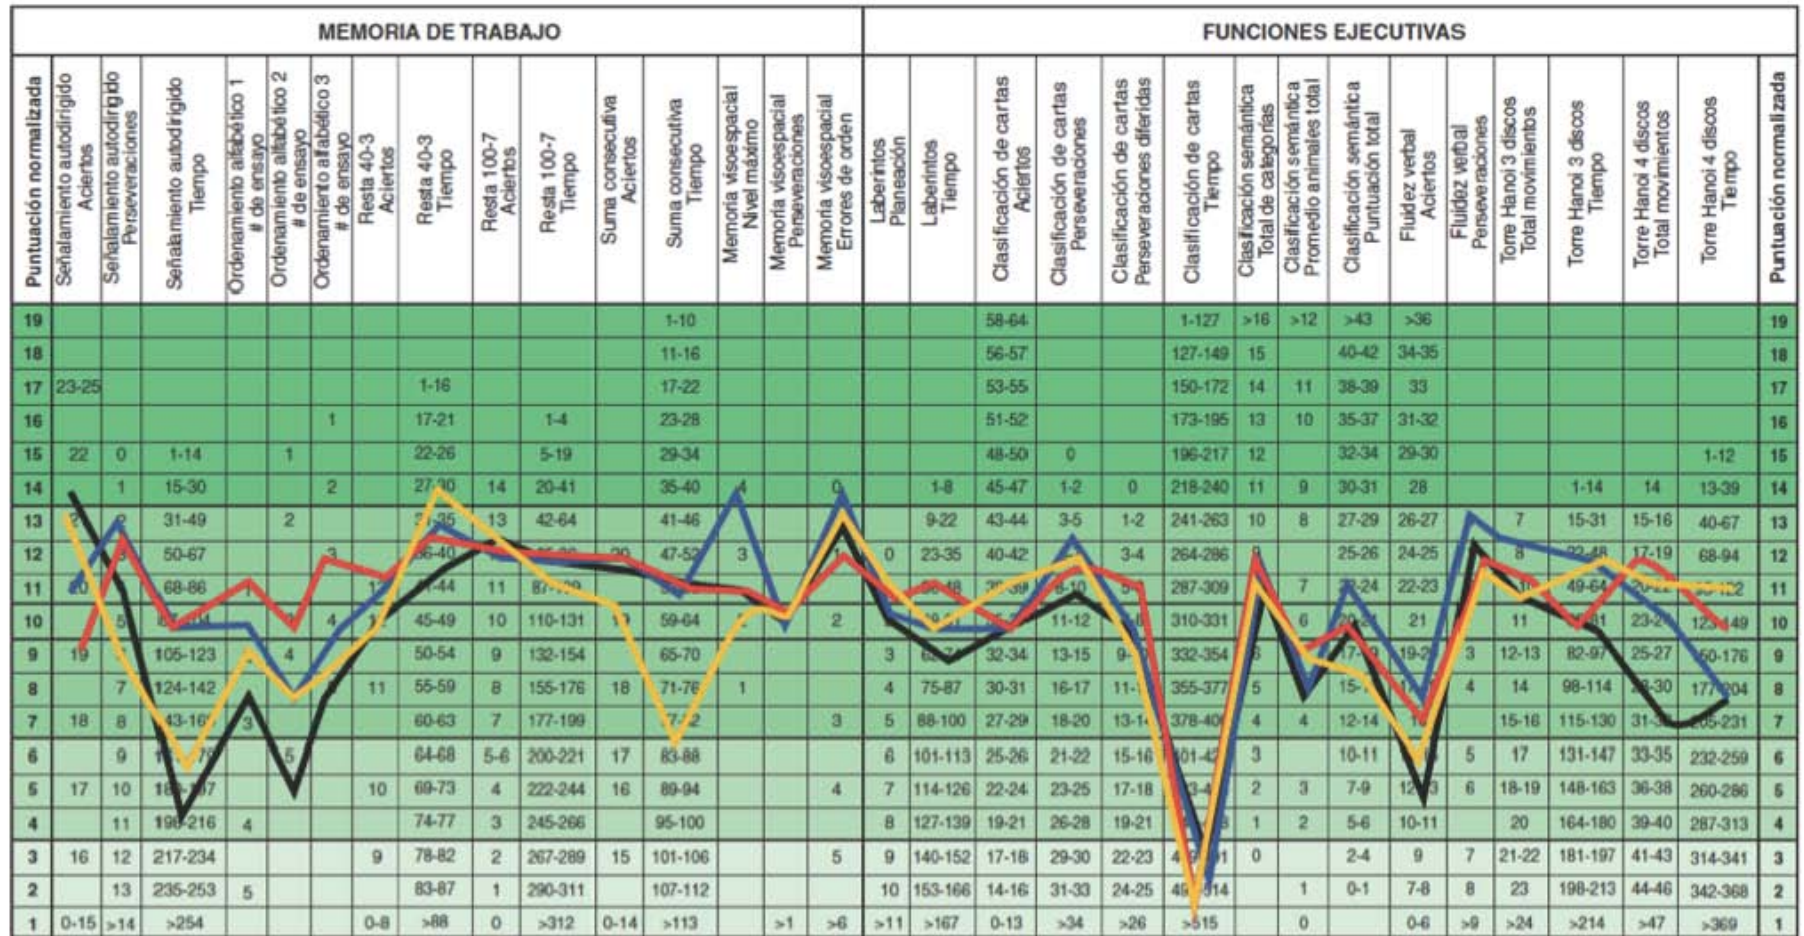 MEMORIA DE TRABAJO
FUNCIONES EJECUTIVAS
Puntuación normalizada
Señalamiento autodirigido
Aciertos
Señalamiento autodirigido
Perseveraciones
Señalamiento autodirigido
Tiempo
Ordenamiento alfabético 1
# de ensayo
Ordenamiento alfabético 2
# de ensayo
Ordenamiento alfabético 3
# de ensayo
Resta 40-3
Aciertos
Resta 40-3
Tiempo
Resta 100-7
Aciertos
Resta 100-7
Tiempo
Suma consecutiva
Aciertos
Suma consecutiva
Tiempo
Memoria visoespacial
Nivel máximo
Memoria visoespacial
Perseveraciones
Memoria visoespacial
Errores de orden
Laberintos
Planeación
Laberintos
Tiempo
Clasificación de cartas
Aciertos
Clasificación de cartas
Perseveraciones
Clasificación de cartas
Perseveraciones diferidas
Clasificación de cartas
Tiempo
Clasificación semántica
Total de categorías
Clasificación semántica
Promedio animales total
Clasificación semántica
Puntuación total
Fluidez verbal
Aciertos
Fluidez verbal
Perseveraciones
Torre Hanoi 3 discos
Total movimientos
Torre Hanoi 3 discos
Tiempo
Torre Hanoi 4 discos
Total movimientos
Torre Hanoi 4 discos
Tiempo
Puntuación normalizada
19 1-10 58-64 1-127 >16 >12 >43 >36 19
18 11-16 56-57 127-149 15 40-42 34-35 18
17 23-25 1-16 17-22 53-55 150-172 14 11 38-39 33 17
16 1 17-21 1-4 23-28 51-52 173-195 13 10 35-37 31-32 16
15 22 0 1-14 1 22-26 5-19 29-34 48-50 0 196-217 12 32-34 29-30 1-12 15
14 1 15-30 2 27-30 14 20-41 35-40 4 0 1-8 45-47 1-2 0 218-240 11 9 30-31 28 1-14 14 13-39 14
13 2 31-49 2 13 42-64 41-46 9-22 43-44 3-5 1-2 241-263 10 8 27-29 26-27 7 15-31 15-16 40-67 13
12 50-67 3 36-40 47-52 3 1 0 23-35 40-42 3-4 264-286 9 25-26 24-25 8 17-19 68-94 12
11 20 68-86 1 8-10 287-309 7 22-23 49-64 11
10 5 4 45-49 10 110-131 59-64 2 11-12 310-331 6 21 11 10
9 19 105-123 4 50-54 9 132-154 65-70 3 32-34 13-15 332-354 3 12-13 82-97 25-27 9
8 7 124-142 11 55-59 8 155-176 18 71-76 1 4 75-87 30-31 16-17 355-377 5 4 14 98-114 8
7 18 8 3 60-63 7 177-199 3 5 88-100 27-29 18-20 13-14 378-400 4 4 12-14 15-16 115-130 7
6 9 5 64-68 5-6 200-221 17 83-88 6 101-113 25-26 21-22 15-16 3 10-11 5 17 131-147 33-35 232-259 6
5 17 10 10 69-73 4 222-244 16 89-94 4 7 114-126 22-24 23-25 17-18 2 3 7-9 6 18-19 148-163 36-38 260-286 5
4 11 198-216 4 74-77 3 245-266 95-100 8 127-139 19-21 26-28 19-21 1 2 5-6 10-11 20 164-180 39-40 287-313 4
3 16 12 217-234 9 78-82 2 267-289 15 101-106 5 9 140-152 17-18 29-30 22-23 0 2-4 9 7 21-22 181-197 41-43 314-341 3
2 13 235-253 5 83-87 1 290-311 107-112 10 153-166 14-16 31-33 24-25 1 0-1 7-8 8 23 198-213 44-46 342-368 2
1 0-15 >14 >254 0-8 >88 0 >312 0-14 >113 >1 >6 >11 >167 0-13 >34 >26 >515 0 0-6 >9 >24 >214 >47 >369 1